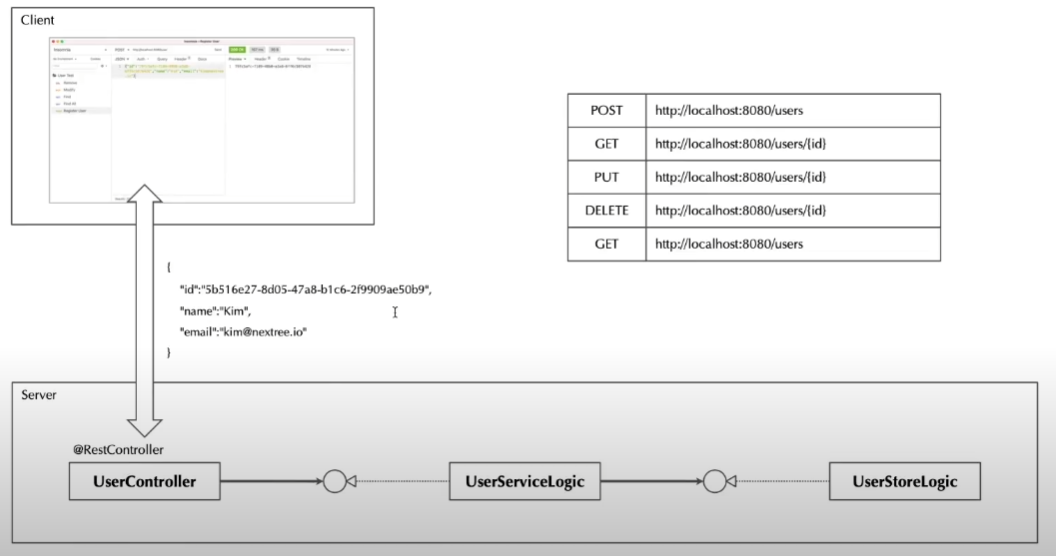 Client
POST http://localhost:8080/users
GET http://localhost:8080/users/{id}
PUT http://localhost:8080/users/{id}
DELETE http://localhost:8080/users/{id}
GET http://localhost:8080/users
{
"id":"5b516e27-8d05-47a8-b1c6-2f9909ae50b9",
"name":"Kim",
"email":"kim@nextree.io"
}
Server
@RestController
UserController
UserServiceLogic
UserStoreLogic